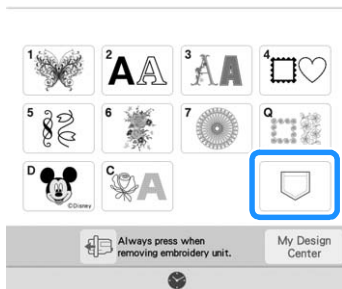 1
2 AA
3 AA
4
5
6
7
Q
D ©Disney
C A
Always press when
removing embroidery unit.
My Design
Center